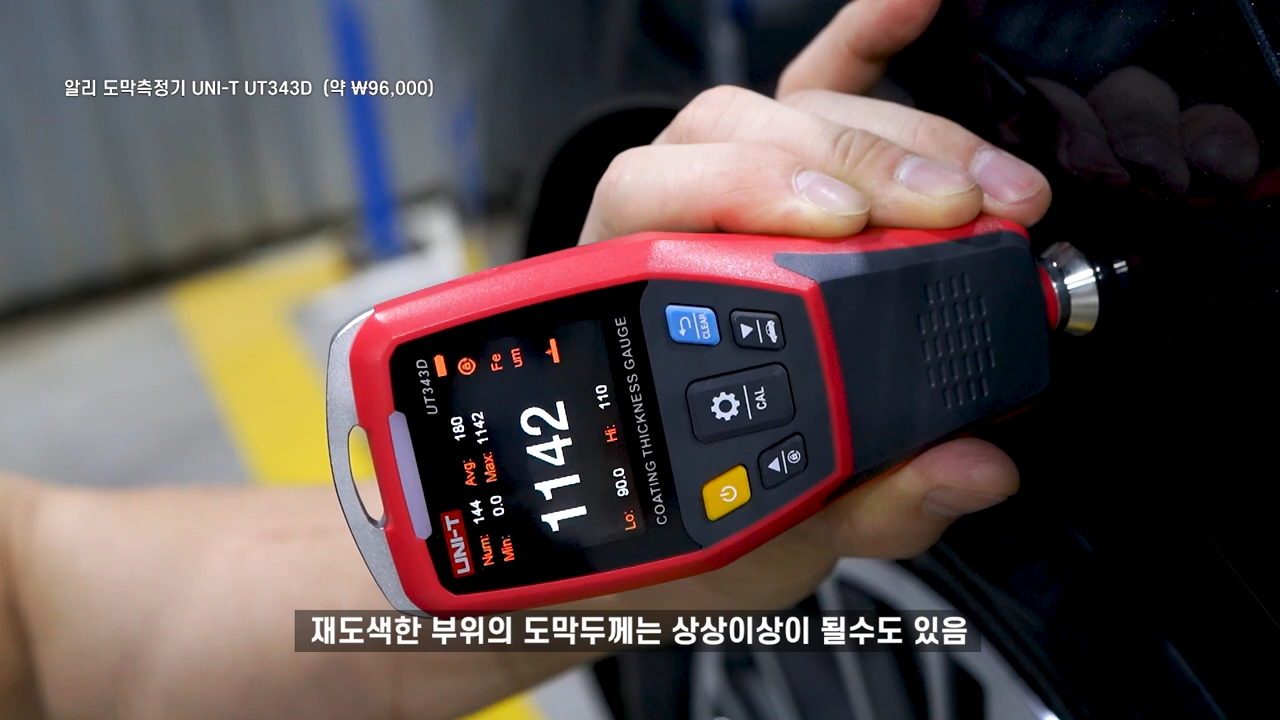 알리 도막측정기 UNI-T UT343D (약 ₩96,000)
UNI-T
UT343D
Num: 144 Avg: 180
Min: 0.0 Max: 1142
Fe
um
1142
Lo: 90.0 Hi: 110
COATING THICKNESS GAUGE
CLEAR
CAL
재도색한 부위의 도막두께는 상상이상이 될수도 있음